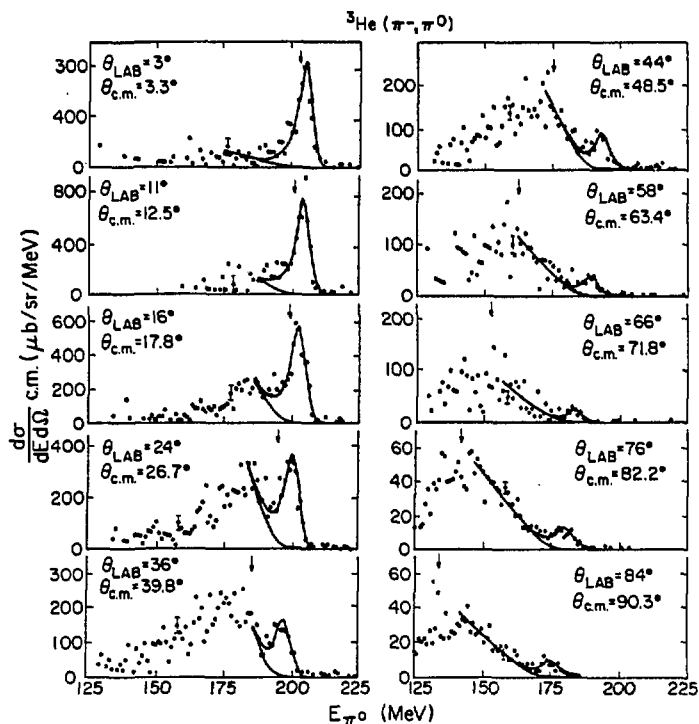 ³He (π⁻,π⁰)
dσ/dEdΩ c.m. (μb/sr/MeV)
300
400
0
θLAB=3°
θc.m.=3.3°
800
400
0
θLAB=11°
θc.m.=12.5°
600
400
200
0
θLAB=16°
θc.m.=17.8°
400
200
0
θLAB=24°
θc.m.=26.7°
300
200
100
0
θLAB=36°
θc.m.=39.8°
125 150 175 200 225
200
100
0
θLAB=44°
θc.m.=48.5°
200
100
0
θLAB=58°
θc.m.=63.4°
200
100
0
θLAB=66°
θc.m.=71.8°
60
40
20
0
θLAB=76°
θc.m.=82.2°
60
40
20
0
θLAB=84°
θc.m.=90.3°
125 150 175 200 225
Eπ⁰ (MeV)